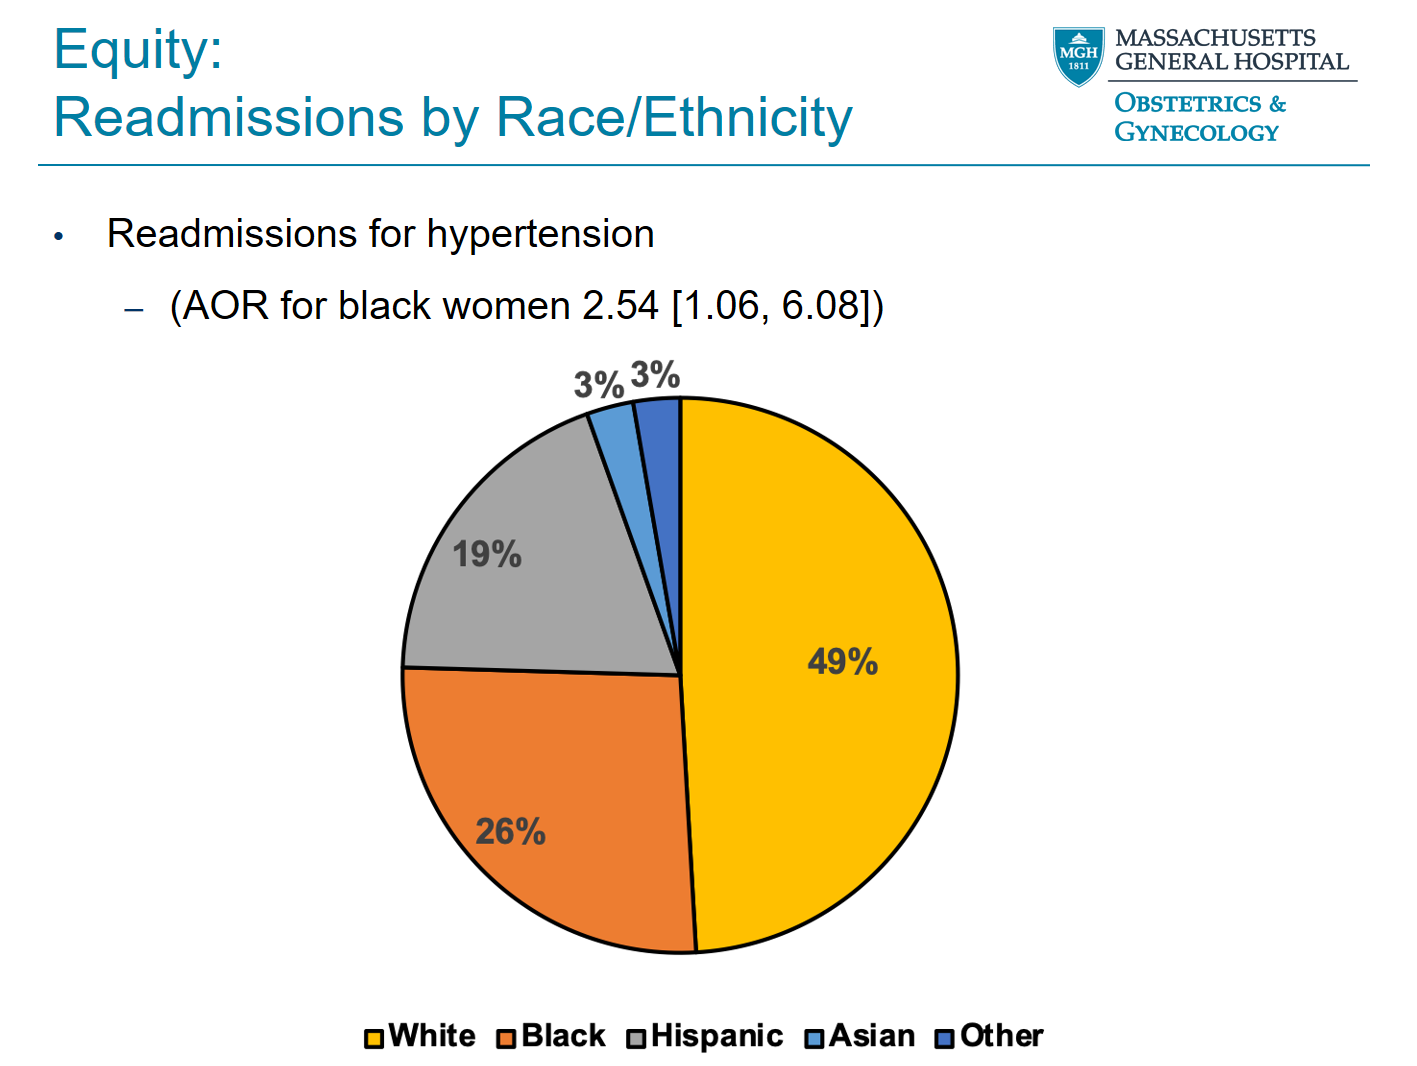 Equity:
Readmissions by Race/Ethnicity
MGH
1811
MASSACHUSETTS
GENERAL HOSPITAL
OBSTETRICS &
GYNECOLOGY
• Readmissions for hypertension
– (AOR for black women 2.54 [1.06, 6.08])
3% 3%
19%
49%
26%
White Black Hispanic Asian Other